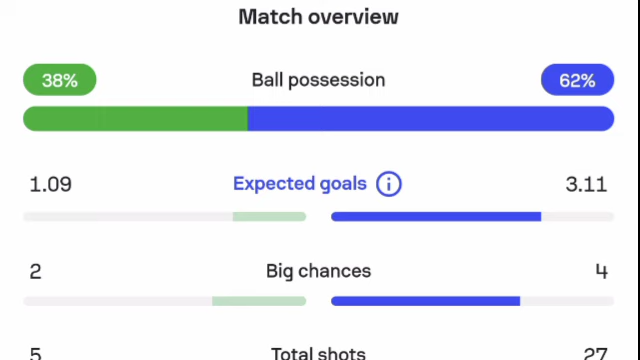 Match overview
38% Ball possession 62%
1.09 Expected goals 3.11
2 Big chances 4
5 Total shots 27